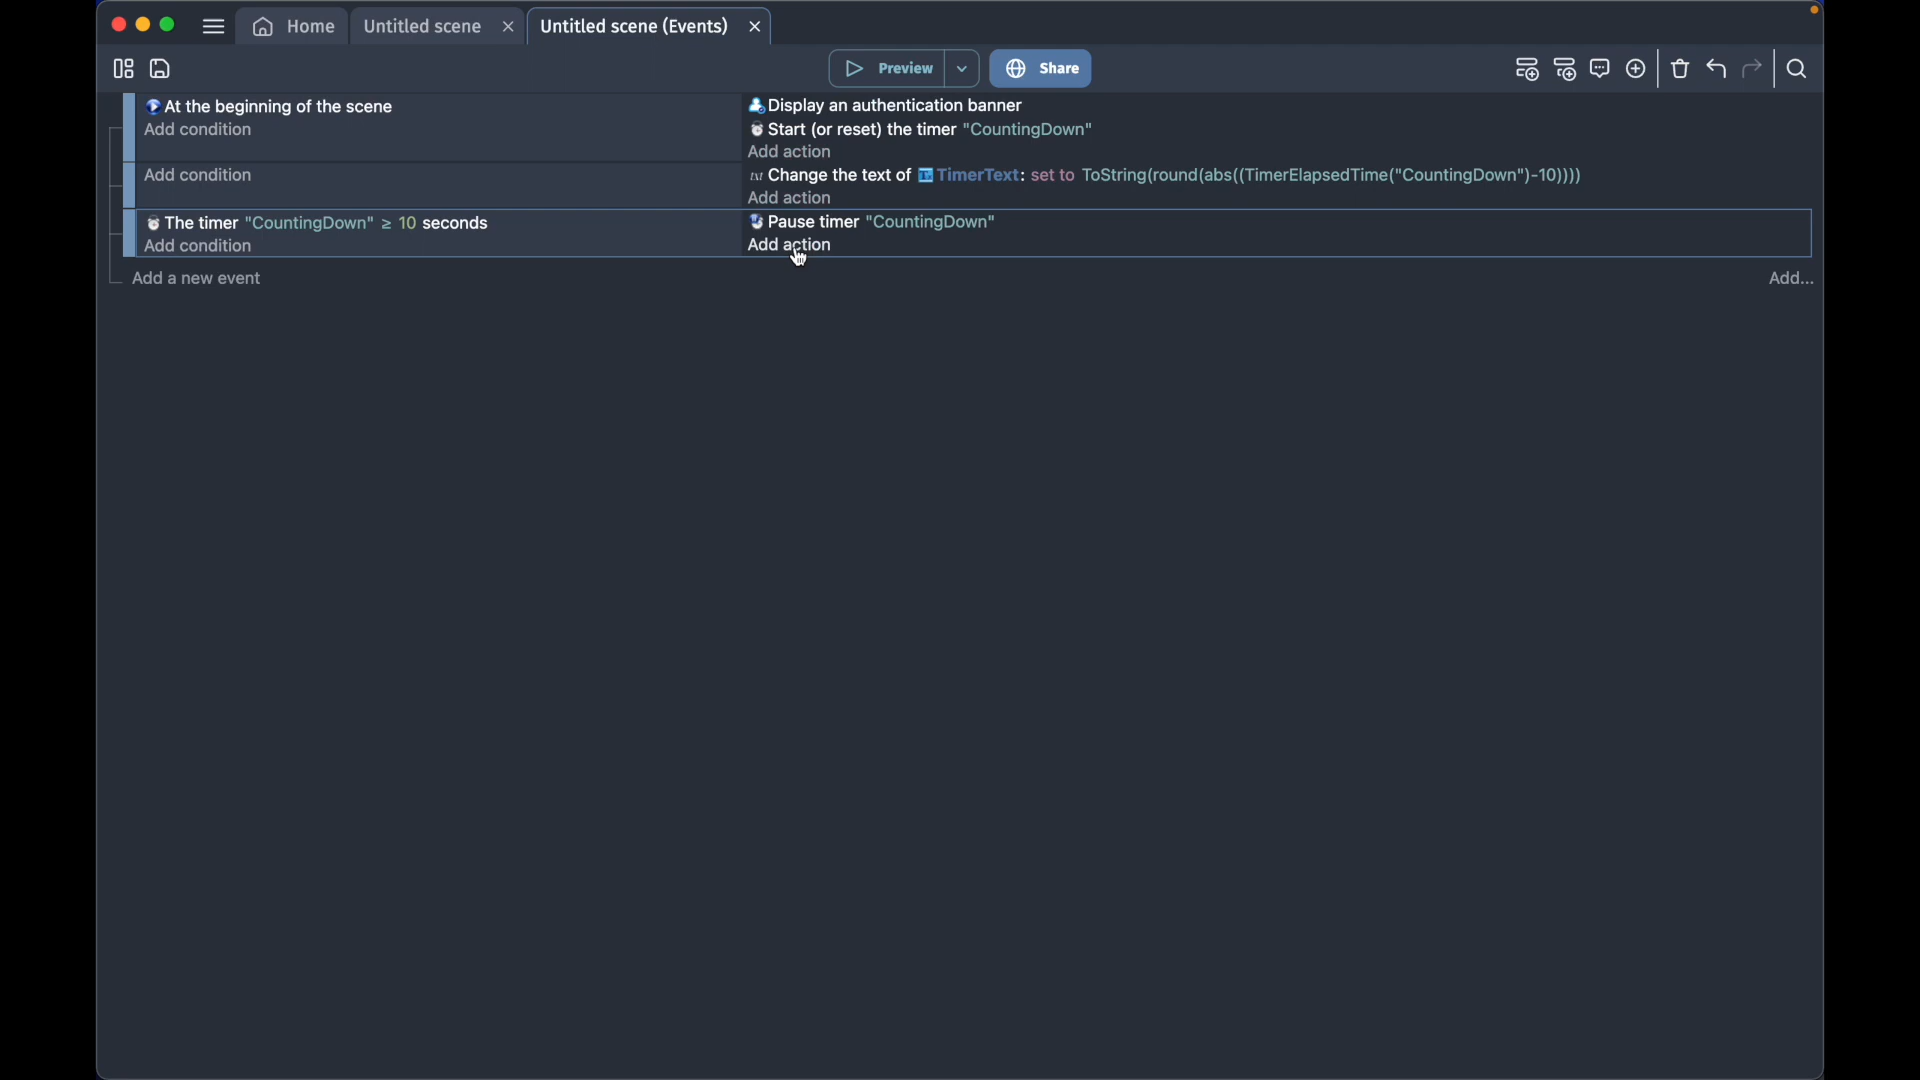 Home
Untitled scene
Untitled scene (Events)
Preview
Share
At the beginning of the scene
Add condition
Display an authentication banner
Start (or reset) the timer "CountingDown"
Add action
Add condition
txt Change the text of TimerText: set to ToString(round(abs((TimerElapsedTime("CountingDown")-10))))
Add action
The timer "CountingDown" ≥ 10 seconds
Add condition
Pause timer "CountingDown"
Add action
Add a new event
Add...